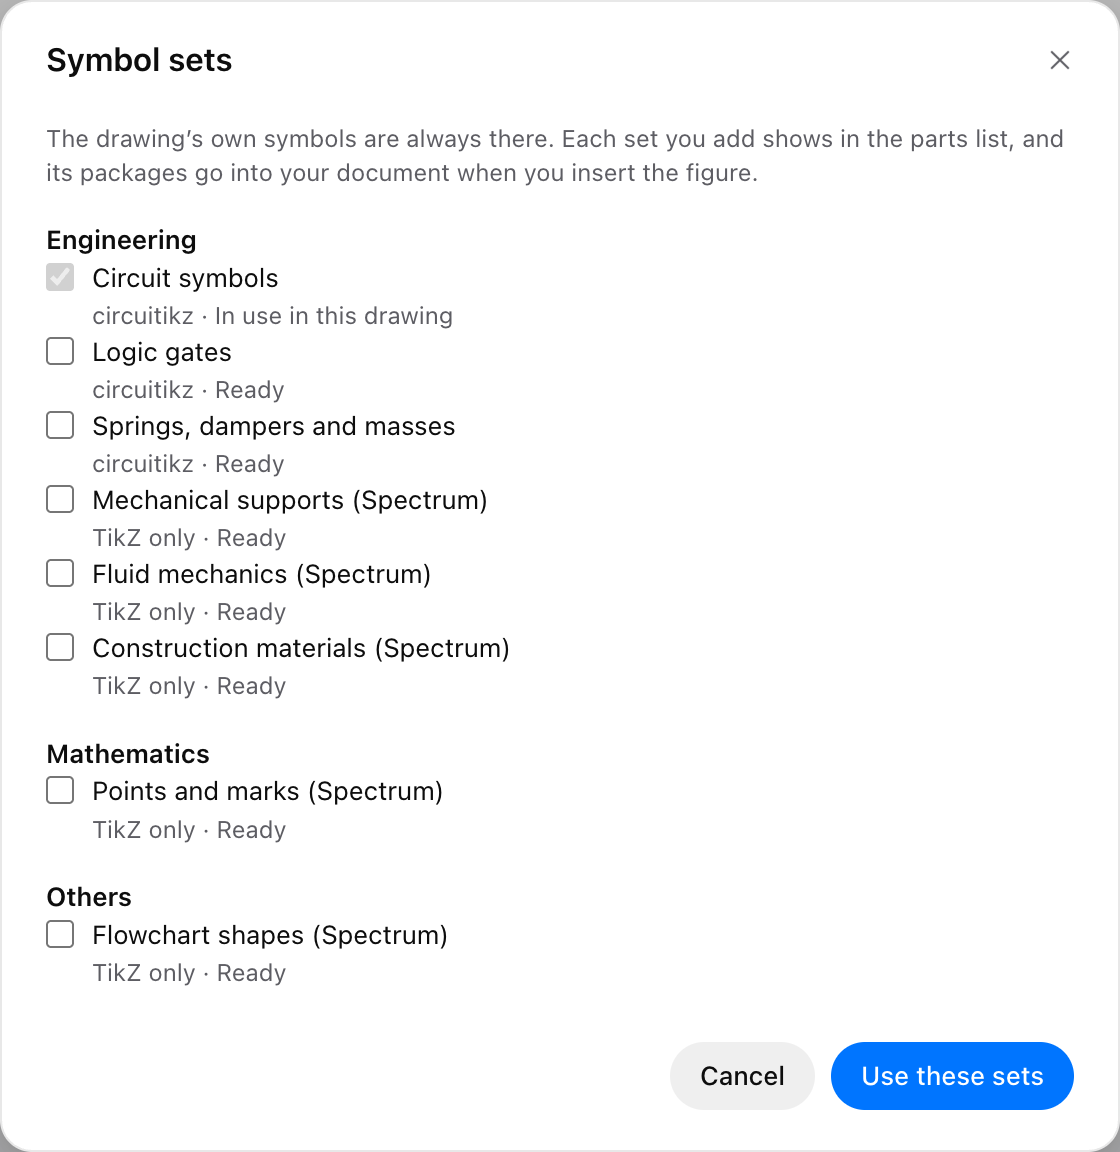 Symbol sets
The drawing’s own symbols are always there. Each set you add shows in the parts list, and
its packages go into your document when you insert the figure.
Engineering
Circuit symbols
circuitikz · In use in this drawing
Logic gates
circuitikz · Ready
Springs, dampers and masses
circuitikz · Ready
Mechanical supports (Spectrum)
TikZ only · Ready
Fluid mechanics (Spectrum)
TikZ only · Ready
Construction materials (Spectrum)
TikZ only · Ready
Mathematics
Points and marks (Spectrum)
TikZ only · Ready
Others
Flowchart shapes (Spectrum)
TikZ only · Ready
Cancel
Use these sets